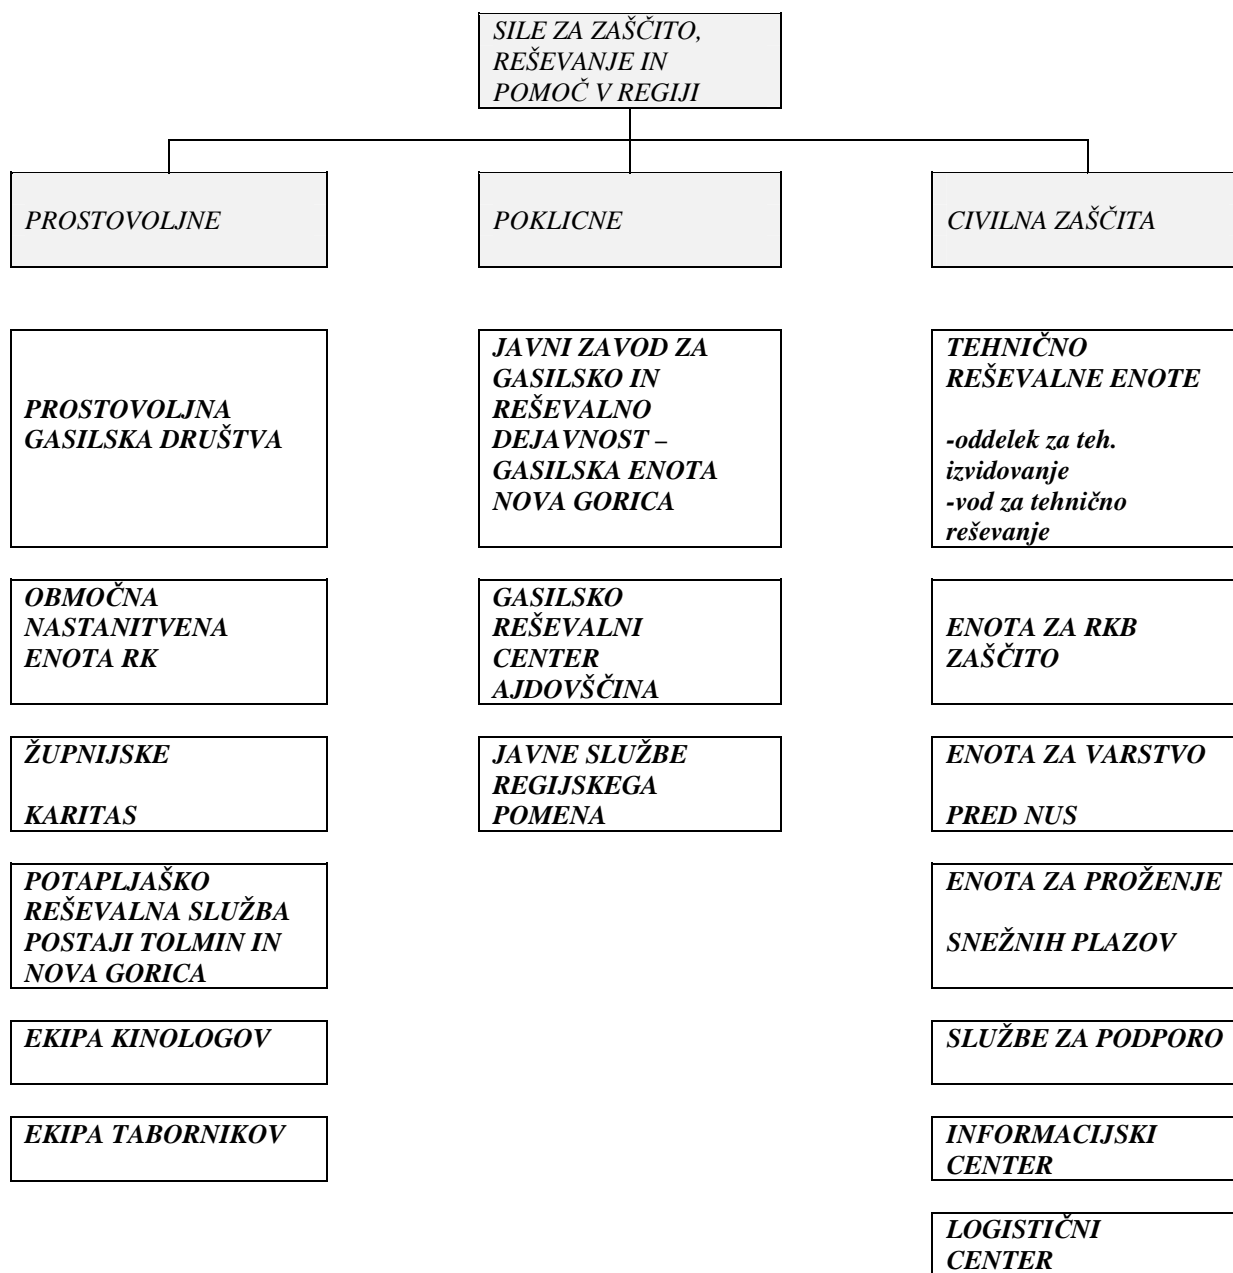 SILE ZA ZAŠČITO,
REŠEVANJE IN
POMOČ V REGIJI
PROSTOVOLJNE
POKLICNE
CIVILNA ZAŠČITA
PROSTOVOLJNA
GASILSKA DRUŠTVA
JAVNI ZAVOD ZA
GASILSKO IN
REŠEVALNO
DEJAVNOST –
GASILSKA ENOTA
NOVA GORICA
TEHNIČNO
REŠEVALNE ENOTE
-oddelek za teh.
izvidovanje
-vod za tehnično
reševanje
OBMOČNA
NASTANITVENA
ENOTA RK
GASILSKO
REŠEVALNI
CENTER
AJDOVŠČINA
ENOTA ZA RKB
ZAŠČITO
ŽUPNIJSKE
KARITAS
JAVNE SLUŽBE
REGIJSKEGA
POMENA
ENOTA ZA VARSTVO
PRED NUS
POTAPLJAŠKO
REŠEVALNA SLUŽBA
POSTAJI TOLMIN IN
NOVA GORICA
ENOTA ZA PROŽENJE
SNEŽNIH PLAZOV
EKIPA KINOLOGOV
SLUŽBE ZA PODPORO
EKIPA TABORNIKOV
INFORMACIJSKI
CENTER
LOGISTIČNI
CENTER